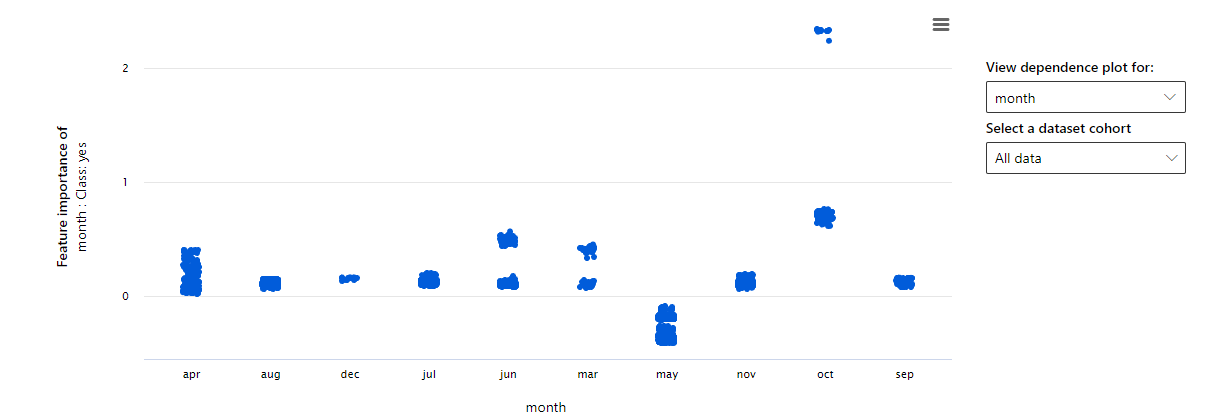 2
1
0
Feature importance of
month : Class: yes
apr aug dec jul jun mar may nov oct sep
month
View dependence plot for:
month
Select a dataset cohort
All data